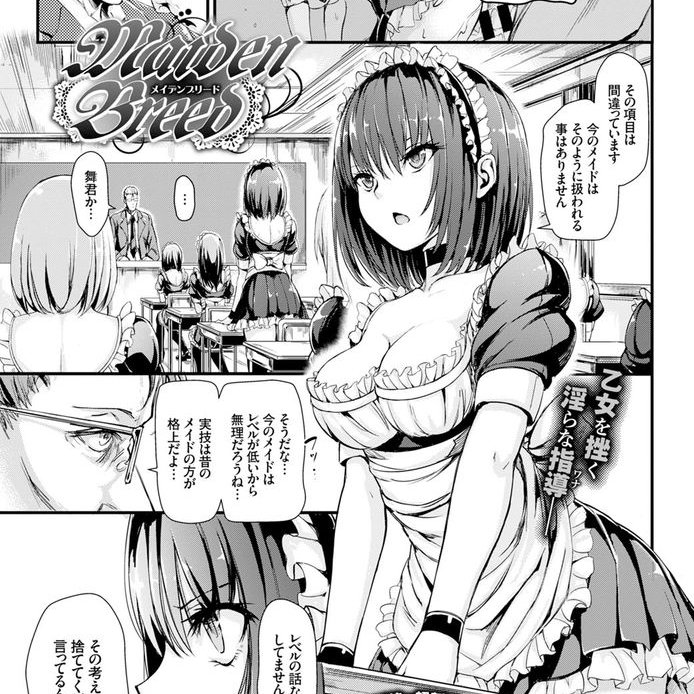 Maiden
Breed
メイデンブリード
その項目は
間違っています
今のメイドは
そのように扱われる
事はありません
…
舞君か…
乙女を挫く
淫らな指導
ワナ
そうだな…
今のメイドは
レベルが低いから
無理だろうね…
実技は昔の
メイドの方が
格上だよ…
レベルの話な
してません
その考え
捨ててく
言ってるん